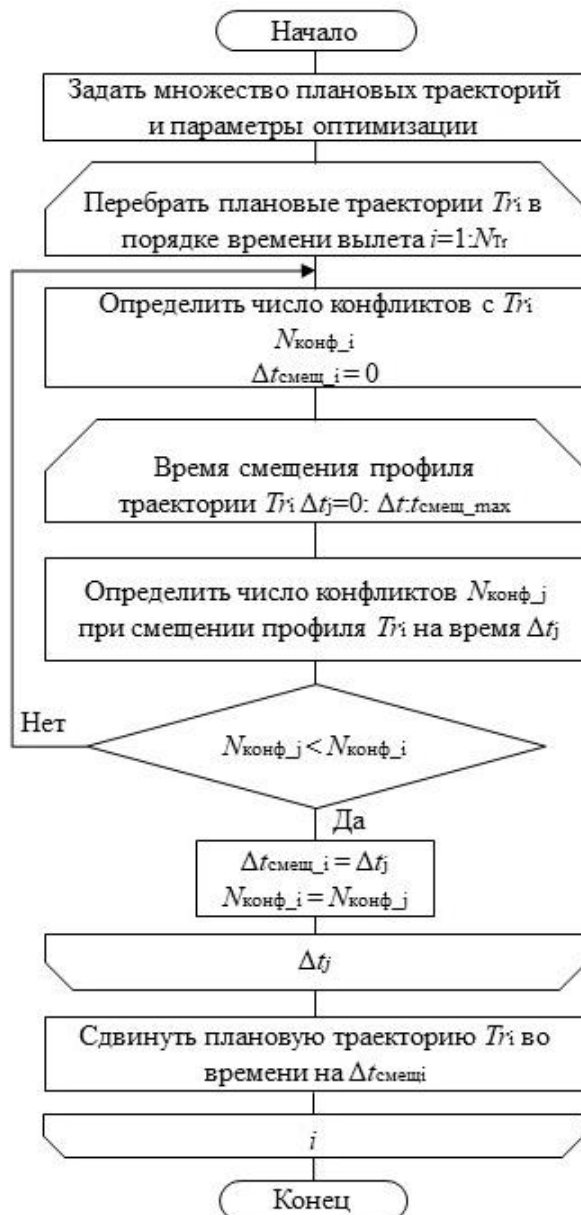 Начало
Задать множество плановых траекторий
и параметры оптимизации
Перебрать плановые траектории Tri в
порядке времени вылета i=1:NTr
Определить число конфликтов с Tri
Nконф_i
Δtсмещ_i = 0
Время смещения профиля
траектории Tri Δtj=0: Δt:tсмещ_max
Определить число конфликтов Nконф_j
при смещении профиля Tri на время Δtj
Нет
Nконф_j < Nконф_i
Да
Δtсмещ_i = Δtj
Nконф_i = Nконф_j
Δtj
Сдвинуть плановую траекторию Tri во
времени на Δtсмещi
i
Конец